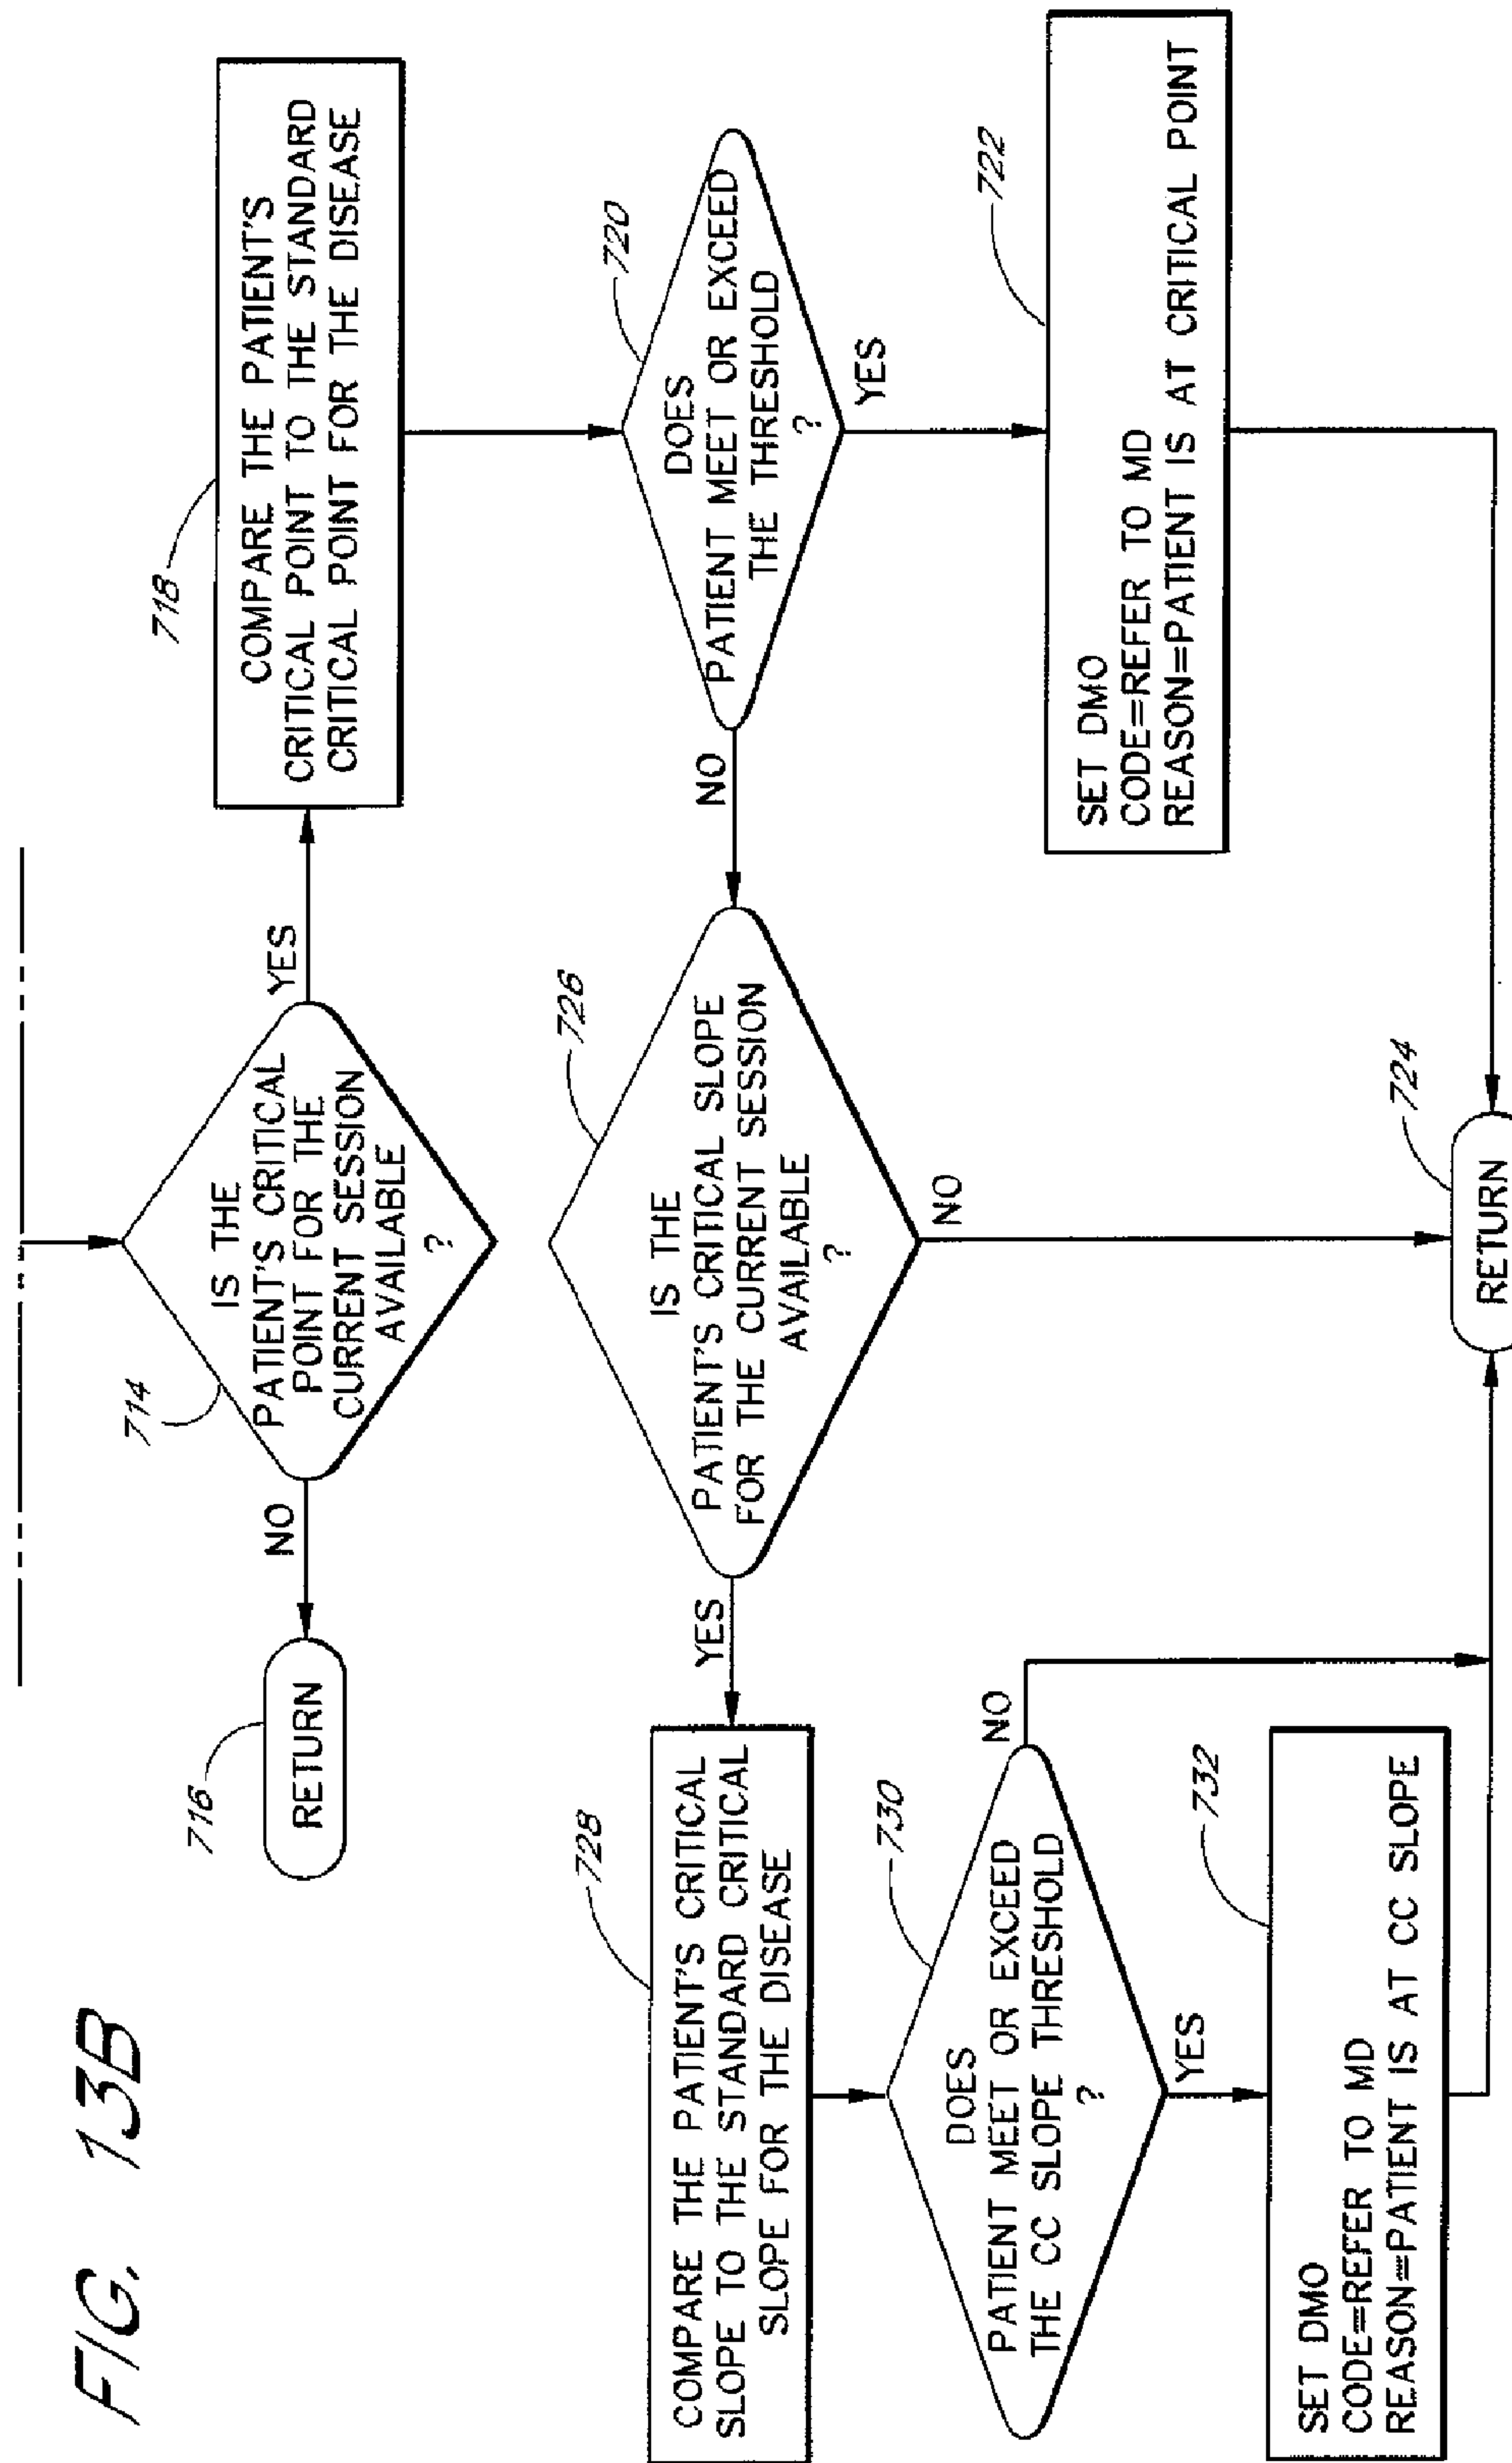 FIG. 13B
714
IS THE
PATIENT'S CRITICAL
POINT FOR THE
CURRENT SESSION
AVAILABLE
?
NO
YES
716
RETURN
718
COMPARE THE PATIENT'S
CRITICAL POINT TO THE STANDARD
CRITICAL POINT FOR THE DISEASE
720
DOES
PATIENT MEET OR EXCEED
THE THRESHOLD
?
NO
YES
722
SET DMO
CODE=REFER TO MD
REASON=PATIENT IS AT CRITICAL POINT
726
IS THE
PATIENT'S CRITICAL SLOPE
FOR THE CURRENT SESSION
AVAILABLE
?
YES
NO
728
COMPARE THE PATIENT'S CRITICAL
SLOPE TO THE STANDARD CRITICAL
SLOPE FOR THE DISEASE
730
DOES
PATIENT MEET OR EXCEED
THE CC SLOPE THRESHOLD
?
NO
YES
732
SET DMO
CODE=REFER TO MD
REASON=PATIENT IS AT CC SLOPE
724
RETURN